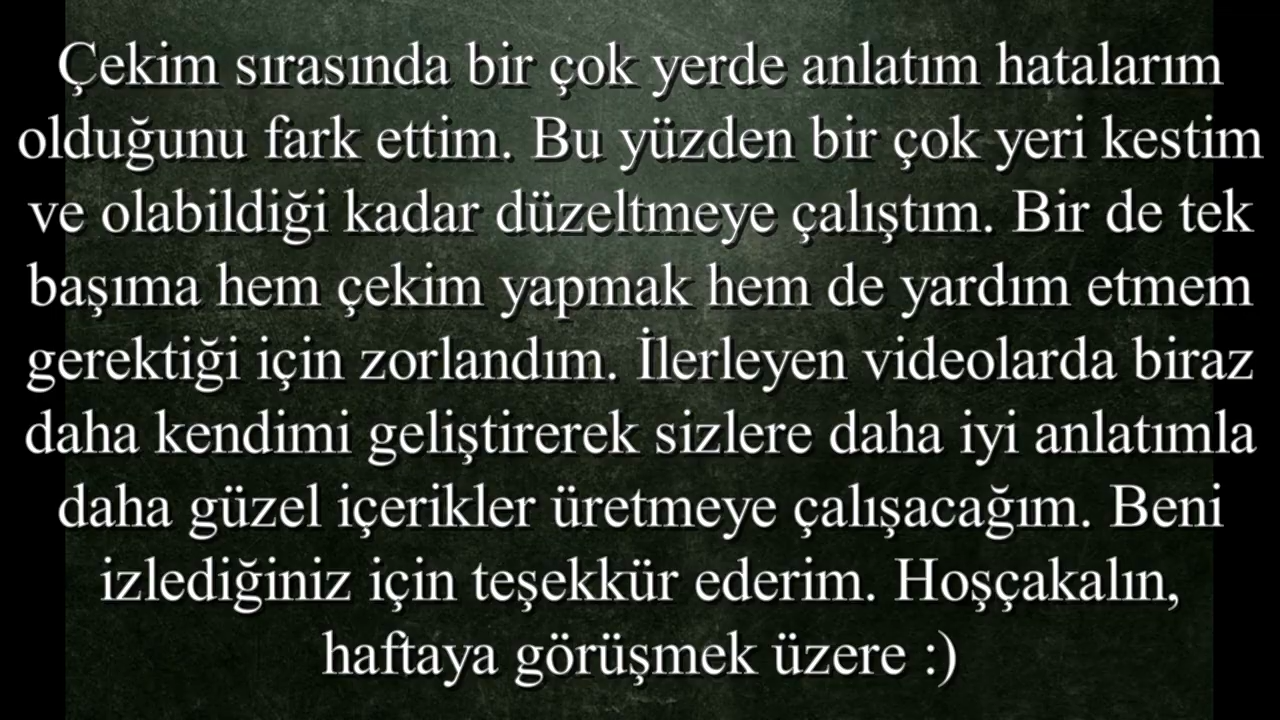 Çekim sırasında bir çok yerde anlatım hatalarım
olduğunu fark ettim. Bu yüzden bir çok yeri kestim
ve olabildiği kadar düzeltmeye çalıştım. Bir de tek
başıma hem çekim yapmak hem de yardım etmem
gerektiği için zorlandım. İlerleyen videolarda biraz
daha kendimi geliştirerek sizlere daha iyi anlatımla
daha güzel içerikler üretmeye çalışacağım. Beni
izlediğiniz için teşekkür ederim. Hoşçakalın,
haftaya görüşmek üzere :)